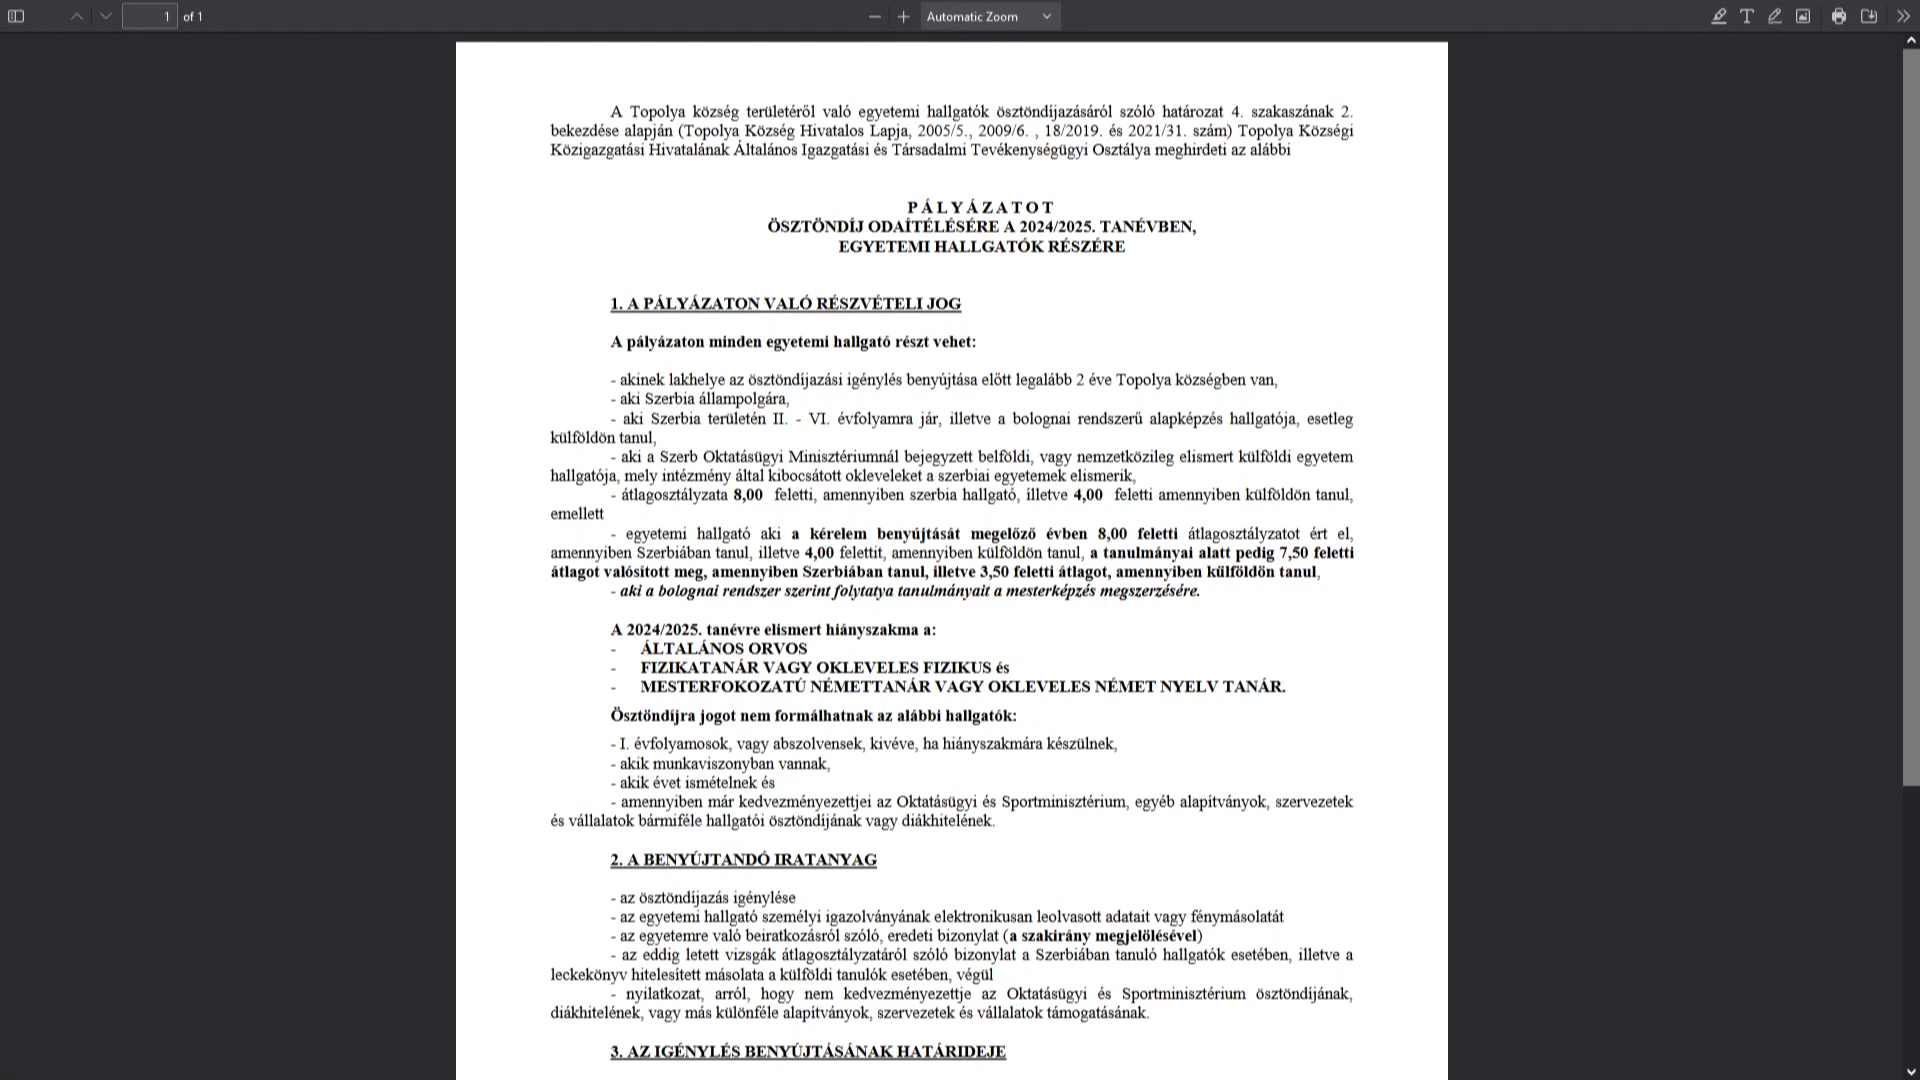 1 of 1
Automatic Zoom
A Topolya község területéről való egyetemi hallgatók ösztöndíjazásáról szóló határozat 4. szakaszának 2.
bekezdése alapján (Topolya Község Hivatalos Lapja, 2005/5., 2009/6. , 18/2019. és 2021/31. szám) Topolya Községi
Közigazgatási Hivatalának Általános Igazgatási és Társadalmi Tevékenységügyi Osztálya meghirdeti az alábbi
P Á L Y Á Z A T O T
ÖSZTÖNDÍJ ODAÍTÉLÉSÉRE A 2024/2025. TANÉVBEN,
EGYETEMI HALLGATÓK RÉSZÉRE
1. A PÁLYÁZATON VALÓ RÉSZVÉTELI JOG
A pályázaton minden egyetemi hallgató részt vehet:
- akinek lakhelye az ösztöndíjazási igénylés benyújtása előtt legalább 2 éve Topolya községben van,
- aki Szerbia állampolgára,
- aki Szerbia területén II. - VI. évfolyamra jár, illetve a bolognai rendszerű alapképzés hallgatója, esetleg
külföldön tanul,
- aki a Szerb Oktatásügyi Minisztériumnál bejegyzett belföldi, vagy nemzetközileg elismert külföldi egyetem
hallgatója, mely intézmény által kibocsátott okleveleket a szerbiai egyetemek elismerik,
- átlagosztályzata 8,00 feletti, amennyiben szerbia hallgató, illetve 4,00 feletti amennyiben külföldön tanul,
emellett
- egyetemi hallgató aki a kérelem benyújtását megelőző évben 8,00 feletti átlagosztályzatot ért el,
amennyiben Szerbiában tanul, illetve 4,00 felettit, amennyiben külföldön tanul, a tanulmányai alatt pedig 7,50 feletti
átlagot valósított meg, amennyiben Szerbiában tanul, illetve 3,50 feletti átlagot, amennyiben külföldön tanul,
- aki a bolognai rendszer szerint folytatya tanulmányait a mesterképzés megszerzésére.
A 2024/2025. tanévre elismert hiányszakma a:
- ÁLTALÁNOS ORVOS
- FIZIKATANÁR VAGY OKLEVELES FIZIKUS és
- MESTERFOKOZATÚ NÉMETTANÁR VAGY OKLEVELES NÉMET NYELV TANÁR.
Ösztöndíjra jogot nem formálhatnak az alábbi hallgatók:
- I. évfolyamosok, vagy abszolvensek, kivéve, ha hiányszakmára készülnek,
- akik munkaviszonyban vannak,
- akik évet ismételnek és
- amennyiben már kedvezményezettjei az Oktatásügyi és Sportminisztérium, egyéb alapítványok, szervezetek
és vállalatok bármiféle hallgatói ösztöndíjának vagy diákhitelének.
2. A BENYÚJTANDÓ IRATANYAG
- az ösztöndíjazás igénylése
- az egyetemi hallgató személyi igazolványának elektronikusan leolvasott adatait vagy fénymásolatát
- az egyetemre való beiratkozásról szóló, eredeti bizonylat (a szakirány megjelölésével)
- az eddig letett vizsgák átlagosztályzatáról szóló bizonylat a Szerbiában tanuló hallgatók esetében, illetve a
leckekönyv hitelesített másolata a külföldi tanulók esetében, végül
- nyilatkozat, arról, hogy nem kedvezményezettje az Oktatásügyi és Sportminisztérium ösztöndíjának,
diákhitelének, vagy más különféle alapítványok, szervezetek és vállalatok támogatásának.
3. AZ IGÉNYLÉS BENYÚJTÁSÁNAK HATÁRIDEJE